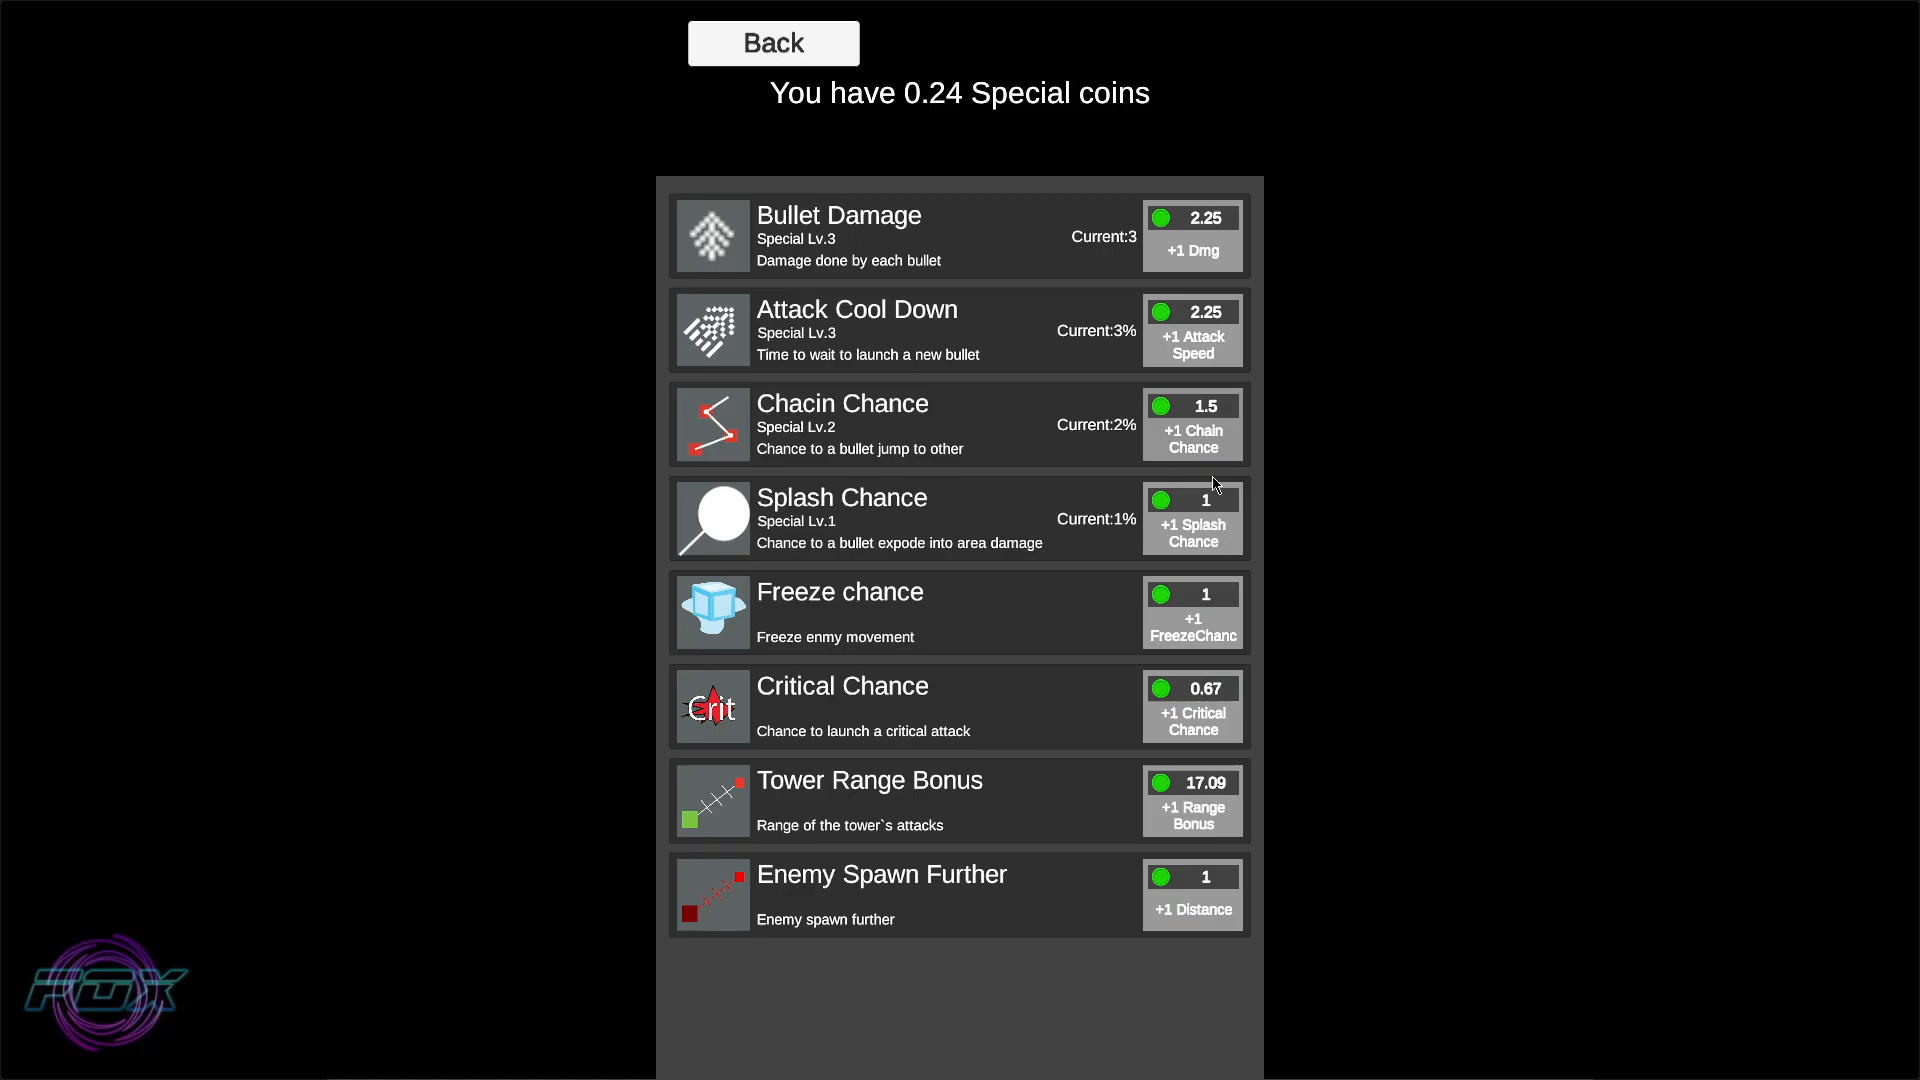 Back
You have 0.24 Special coins
Bullet Damage
Special Lv.3
Damage done by each bullet
Current:3
2.25
+1 Dmg
Attack Cool Down
Special Lv.3
Time to wait to launch a new bullet
Current:3%
2.25
+1 Attack
Speed
Chacin Chance
Special Lv.2
Chance to a bullet jump to other
Current:2%
1.5
+1 Chain
Chance
Splash Chance
Special Lv.1
Chance to a bullet expode into area damage
Current:1%
1
+1 Splash
Chance
Freeze chance
Freeze enmy movement
1
+1
FreezeChanc
Crit
Critical Chance
Chance to launch a critical attack
0.67
+1 Critical
Chance
Tower Range Bonus
Range of the tower`s attacks
17.09
+1 Range
Bonus
Enemy Spawn Further
Enemy spawn further
1
+1 Distance
FOX